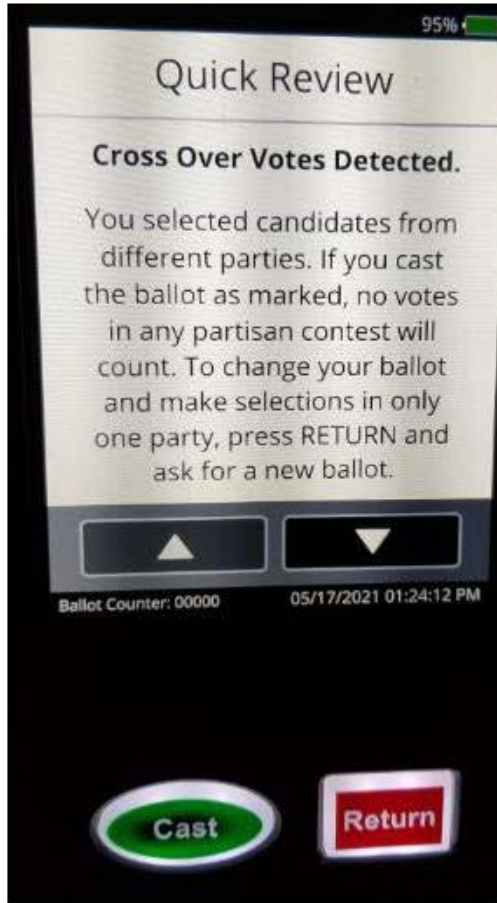 95%
Quick Review
Cross Over Votes Detected.
You selected candidates from
different parties. If you cast
the ballot as marked, no votes
in any partisan contest will
count. To change your ballot
and make selections in only
one party, press RETURN and
ask for a new ballot.
Ballot Counter: 00000 05/17/2021 01:24:12 PM
Cast Return